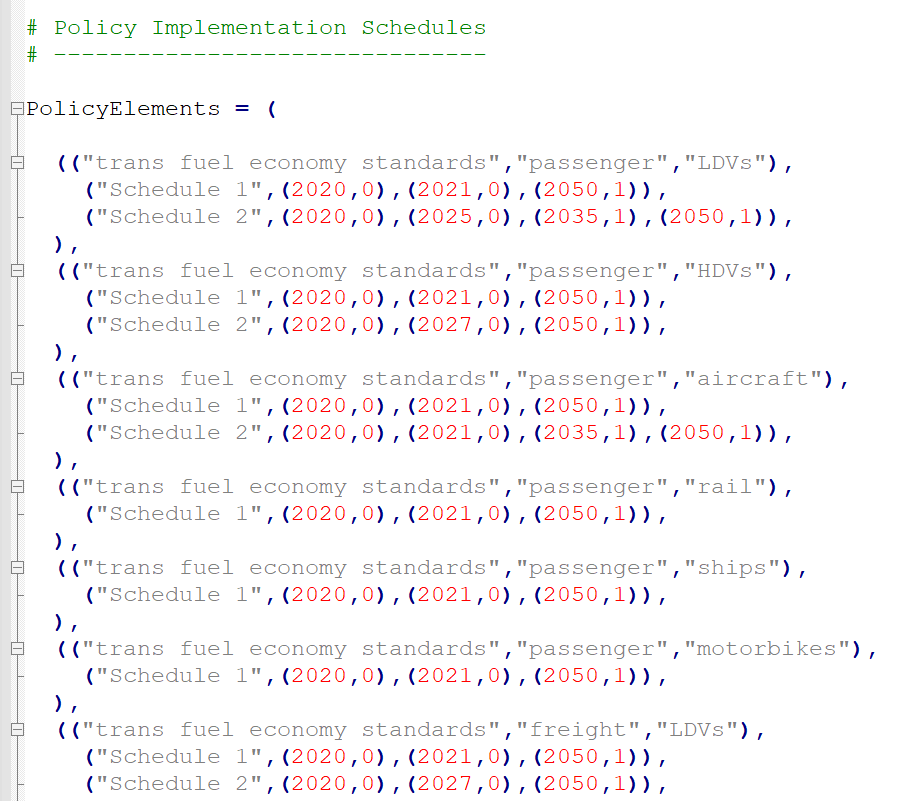 # Policy Implementation Schedules
# -------------------------------
PolicyElements = (
(("trans fuel economy standards","passenger","LDVs"),
("Schedule 1",(2020,0),(2021,0),(2050,1)),
("Schedule 2",(2020,0),(2025,0),(2035,1),(2050,1)),
),
(("trans fuel economy standards","passenger","HDVs"),
("Schedule 1",(2020,0),(2021,0),(2050,1)),
("Schedule 2",(2020,0),(2027,0),(2050,1)),
),
(("trans fuel economy standards","passenger","aircraft"),
("Schedule 1",(2020,0),(2021,0),(2050,1)),
("Schedule 2",(2020,0),(2021,0),(2035,1),(2050,1)),
),
(("trans fuel economy standards","passenger","rail"),
("Schedule 1",(2020,0),(2021,0),(2050,1)),
),
(("trans fuel economy standards","passenger","ships"),
("Schedule 1",(2020,0),(2021,0),(2050,1)),
),
(("trans fuel economy standards","passenger","motorbikes"),
("Schedule 1",(2020,0),(2021,0),(2050,1)),
),
(("trans fuel economy standards","freight","LDVs"),
("Schedule 1",(2020,0),(2021,0),(2050,1)),
("Schedule 2",(2020,0),(2027,0),(2050,1)),